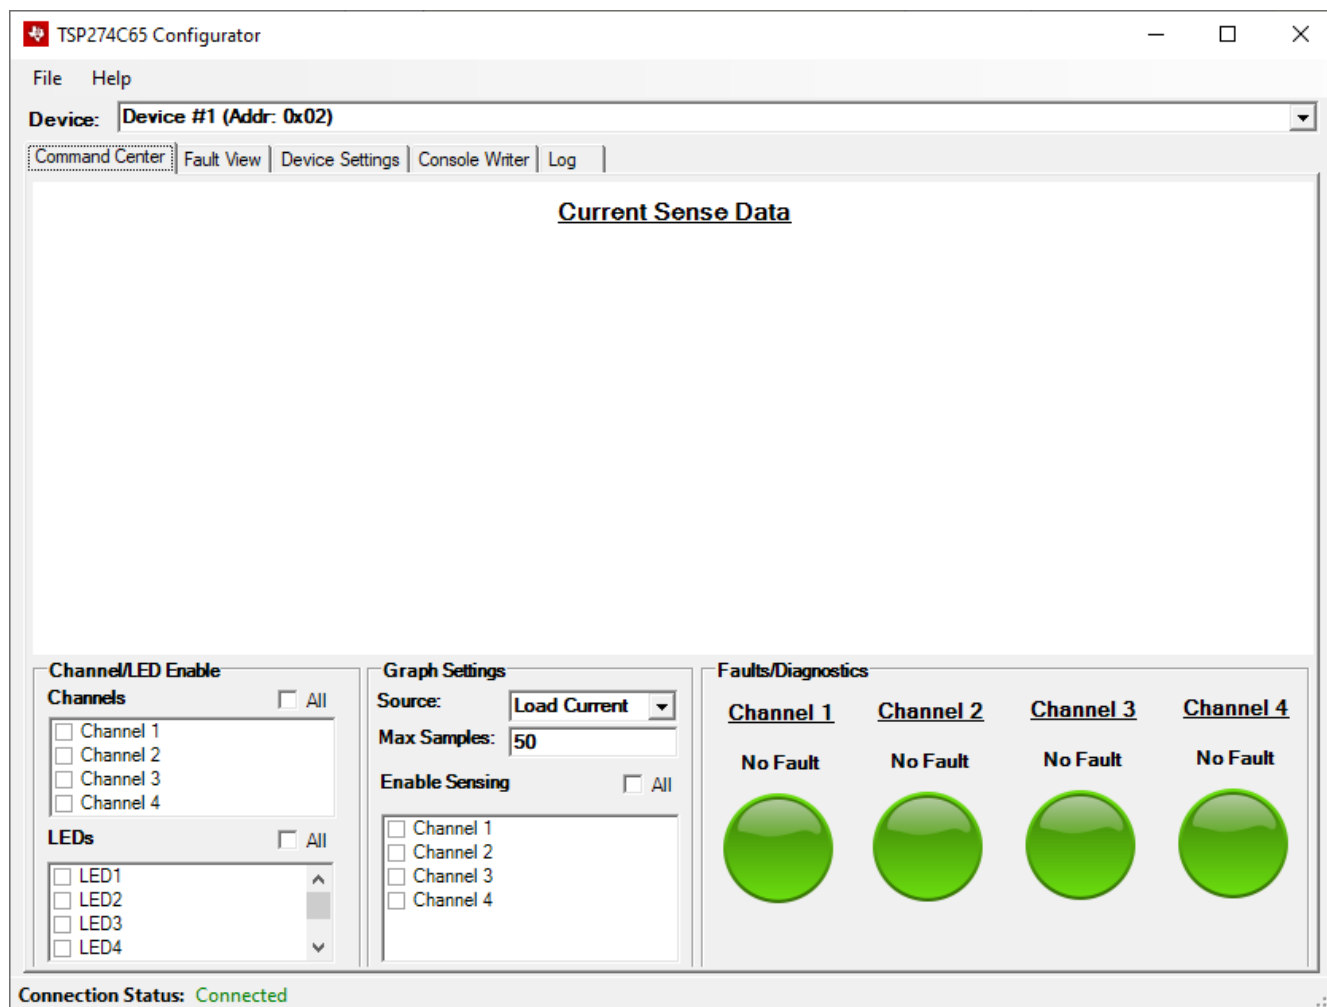 TSP274C65 Configurator
File Help
Device: Device #1 (Addr: 0x02)
Command Center Fault View Device Settings Console Writer Log
Current Sense Data
Channel/LED Enable
Channels All
Channel 1
Channel 2
Channel 3
Channel 4
LEDs All
LED1
LED2
LED3
LED4
Graph Settings
Source: Load Current
Max Samples: 50
Enable Sensing All
Channel 1
Channel 2
Channel 3
Channel 4
Faults/Diagnostics
Channel 1 Channel 2 Channel 3 Channel 4
No Fault No Fault No Fault No Fault
Connection Status: Connected